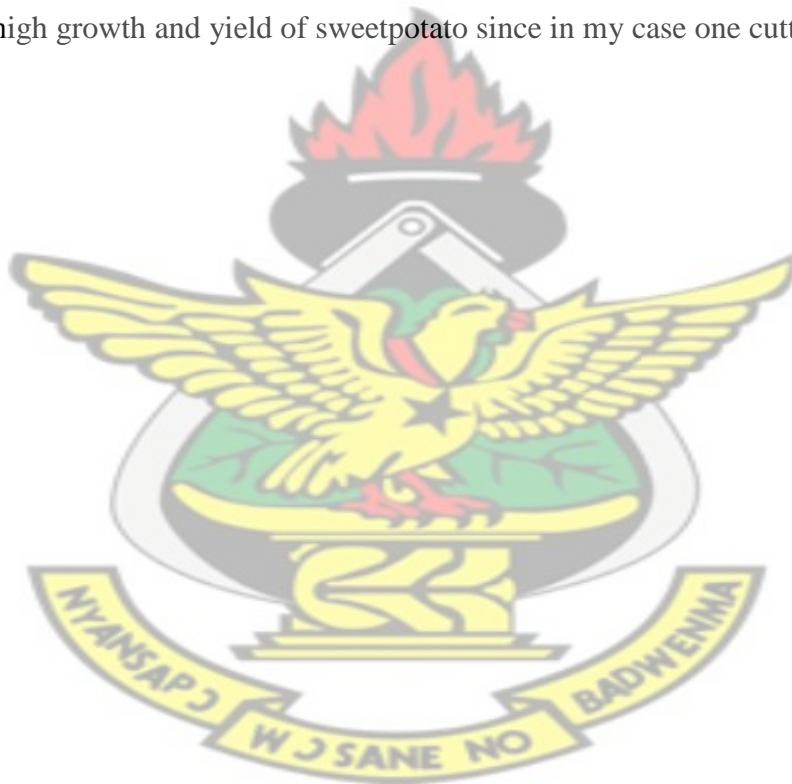 high growth and yield of sweetpotato since in my case one cutt
NYANSAPƆ
WƆSANE NO
BADWENMA